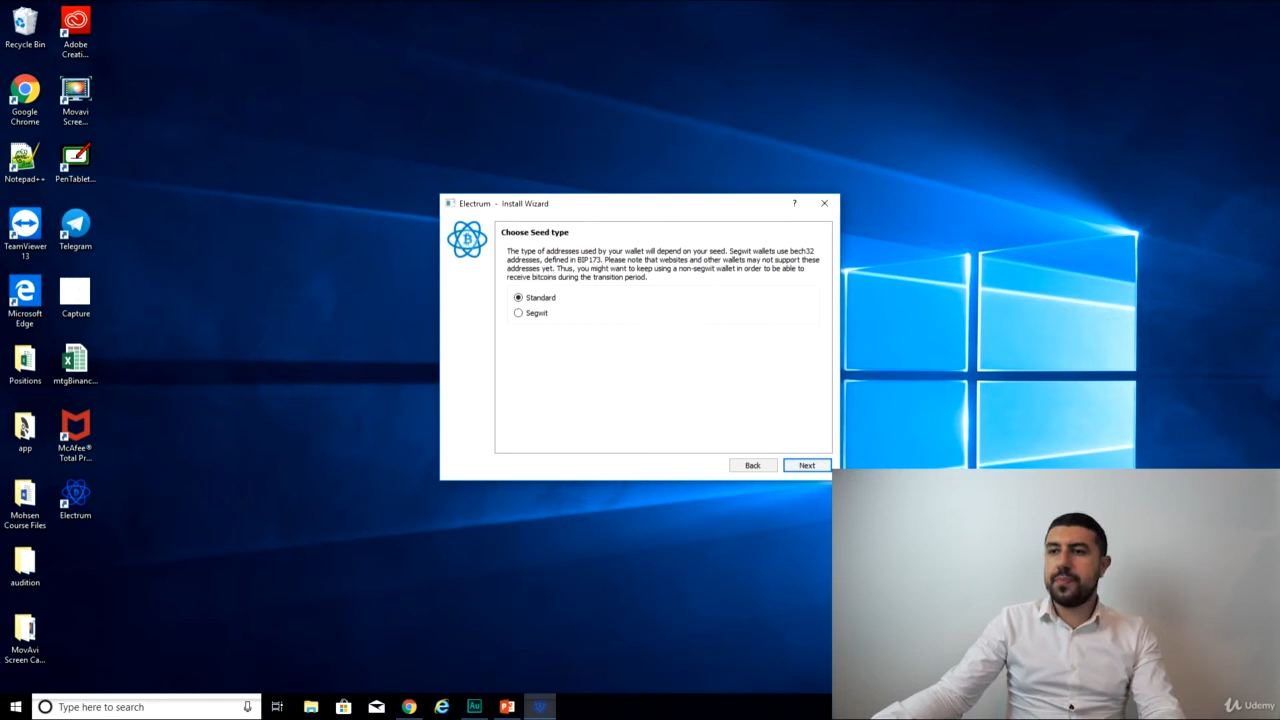 Recycle Bin
Adobe
Creati...
Google
Chrome
Movavi
Scree...
Notepad++
PenTablet...
TeamViewer
13
Telegram
Microsoft
Edge
Capture
Positions
mtgBinanc...
app
McAfee®
Total Pr...
Mohsen
Course Files
Electrum
audition
MovAvi
Screen Ca...
Electrum - Install Wizard
?
Choose Seed type
The type of addresses used by your wallet will depend on your seed. Segwit wallets use bech32
addresses, defined in BIP173. Please note that websites and other wallets may not support these
addresses yet. Thus, you might want to keep using a non-segwit wallet in order to be able to
receive bitcoins during the transition period.
Standard
Segwit
Back
Next
Type here to search
Au
Udemy